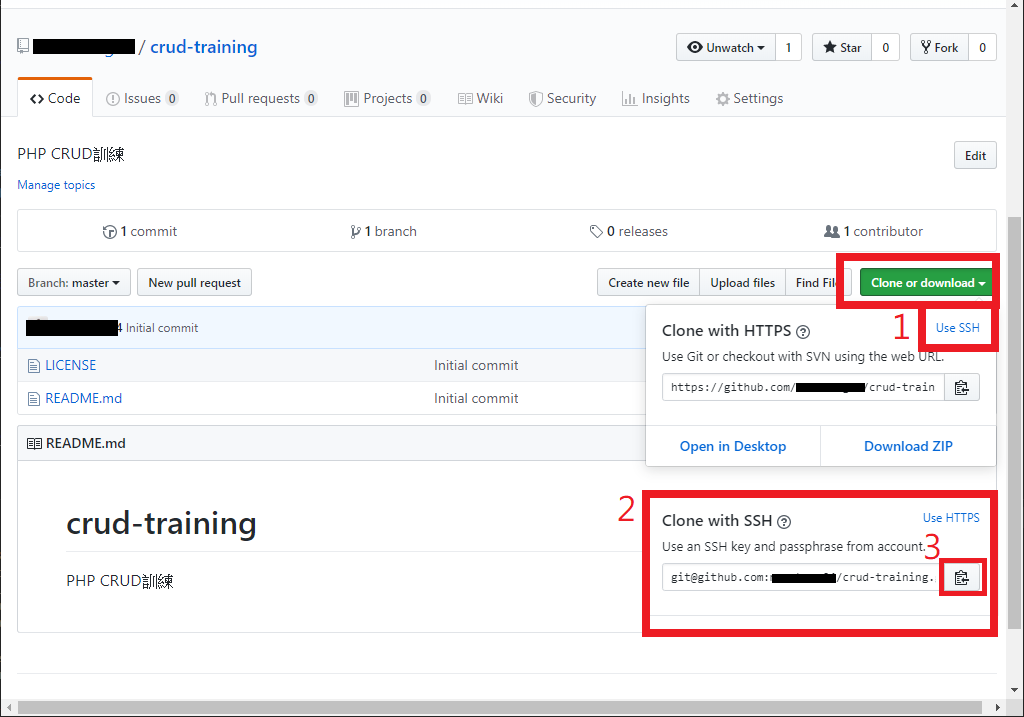 / crud-training
Unwatch 1 Star 0 Fork 0
Code Issues 0 Pull requests 0 Projects 0 Wiki Security Insights Settings
PHP CRUD訓練
Edit
Manage topics
1 commit 1 branch 0 releases 1 contributor
Branch: master New pull request Create new file Upload files Find Fil Clone or download
4 Initial commit
1
Use SSH
Clone with HTTPS
Use Git or checkout with SVN using the web URL.
LICENSE Initial commit
https://github.com/ /crud-train
README.md Initial commit
README.md
Open in Desktop Download ZIP
2
crud-training
Clone with SSH Use HTTPS
Use an SSH key and passphrase from account.
3
PHP CRUD訓練
git@github.com: /crud-training.